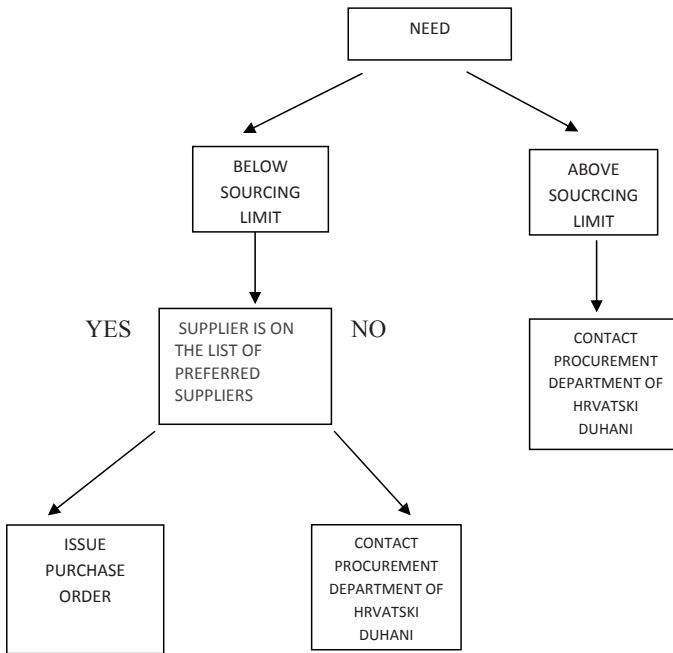 NEED
BELOW
SOURCING
LIMIT
ABOVE
SOUCRCING
LIMIT
YES
SUPPLIER IS ON
THE LIST OF
PREFERRED
SUPPLIERS
NO
CONTACT
PROCUREMENT
DEPARTMENT OF
HRVATSKI
DUHANI
ISSUE
PURCHASE
ORDER
CONTACT
PROCUREMENT
DEPARTMENT OF
HRVATSKI
DUHANI